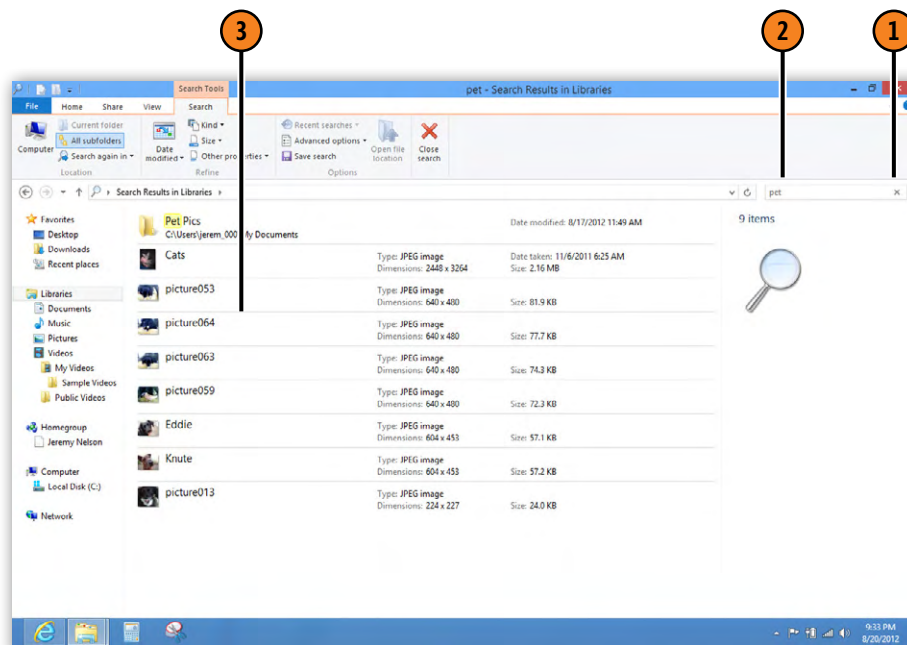 3
2
1
Search Tools
pet - Search Results in Libraries
File Home Share View Search
Computer
Current folder
All subfolders
Search again in
Location
Date modified
Kind
Size
Other properties
Refine
Recent searches
Advanced options
Save search
Options
Open file location
Close search
Search Results in Libraries
pet
Favorites
Desktop
Downloads
Recent places
Libraries
Documents
Music
Pictures
Videos
My Videos
Sample Videos
Public Videos
Homegroup
Jeremy Nelson
Computer
Local Disk (C:)
Network
Pet Pics Date modified: 8/17/2012 11:49 AM
C:\Users\jerem_000 My Documents
Cats Type: JPEG image Date taken: 11/6/2011 6:25 AM
Dimensions: 2448 x 3264 Size: 2.16 MB
picture053 Type: JPEG image
Dimensions: 640 x 480 Size: 81.9 KB
picture064 Type: JPEG image
Dimensions: 640 x 480 Size: 77.7 KB
picture063 Type: JPEG image
Dimensions: 640 x 480 Size: 74.3 KB
picture059 Type: JPEG image
Dimensions: 640 x 480 Size: 72.3 KB
Eddie Type: JPEG image
Dimensions: 604 x 453 Size: 57.1 KB
Knute Type: JPEG image
Dimensions: 604 x 453 Size: 57.2 KB
picture013 Type: JPEG image
Dimensions: 224 x 227 Size: 24.0 KB
9 items
9:33 PM
8/20/2012